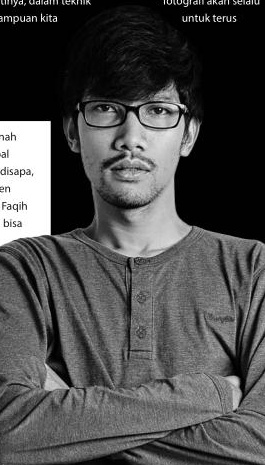 tinya, dalam teknik
ampuan kita
fotografi akan selalu
untuk terus
nah
al
disapa,
en
Faqih
bisa